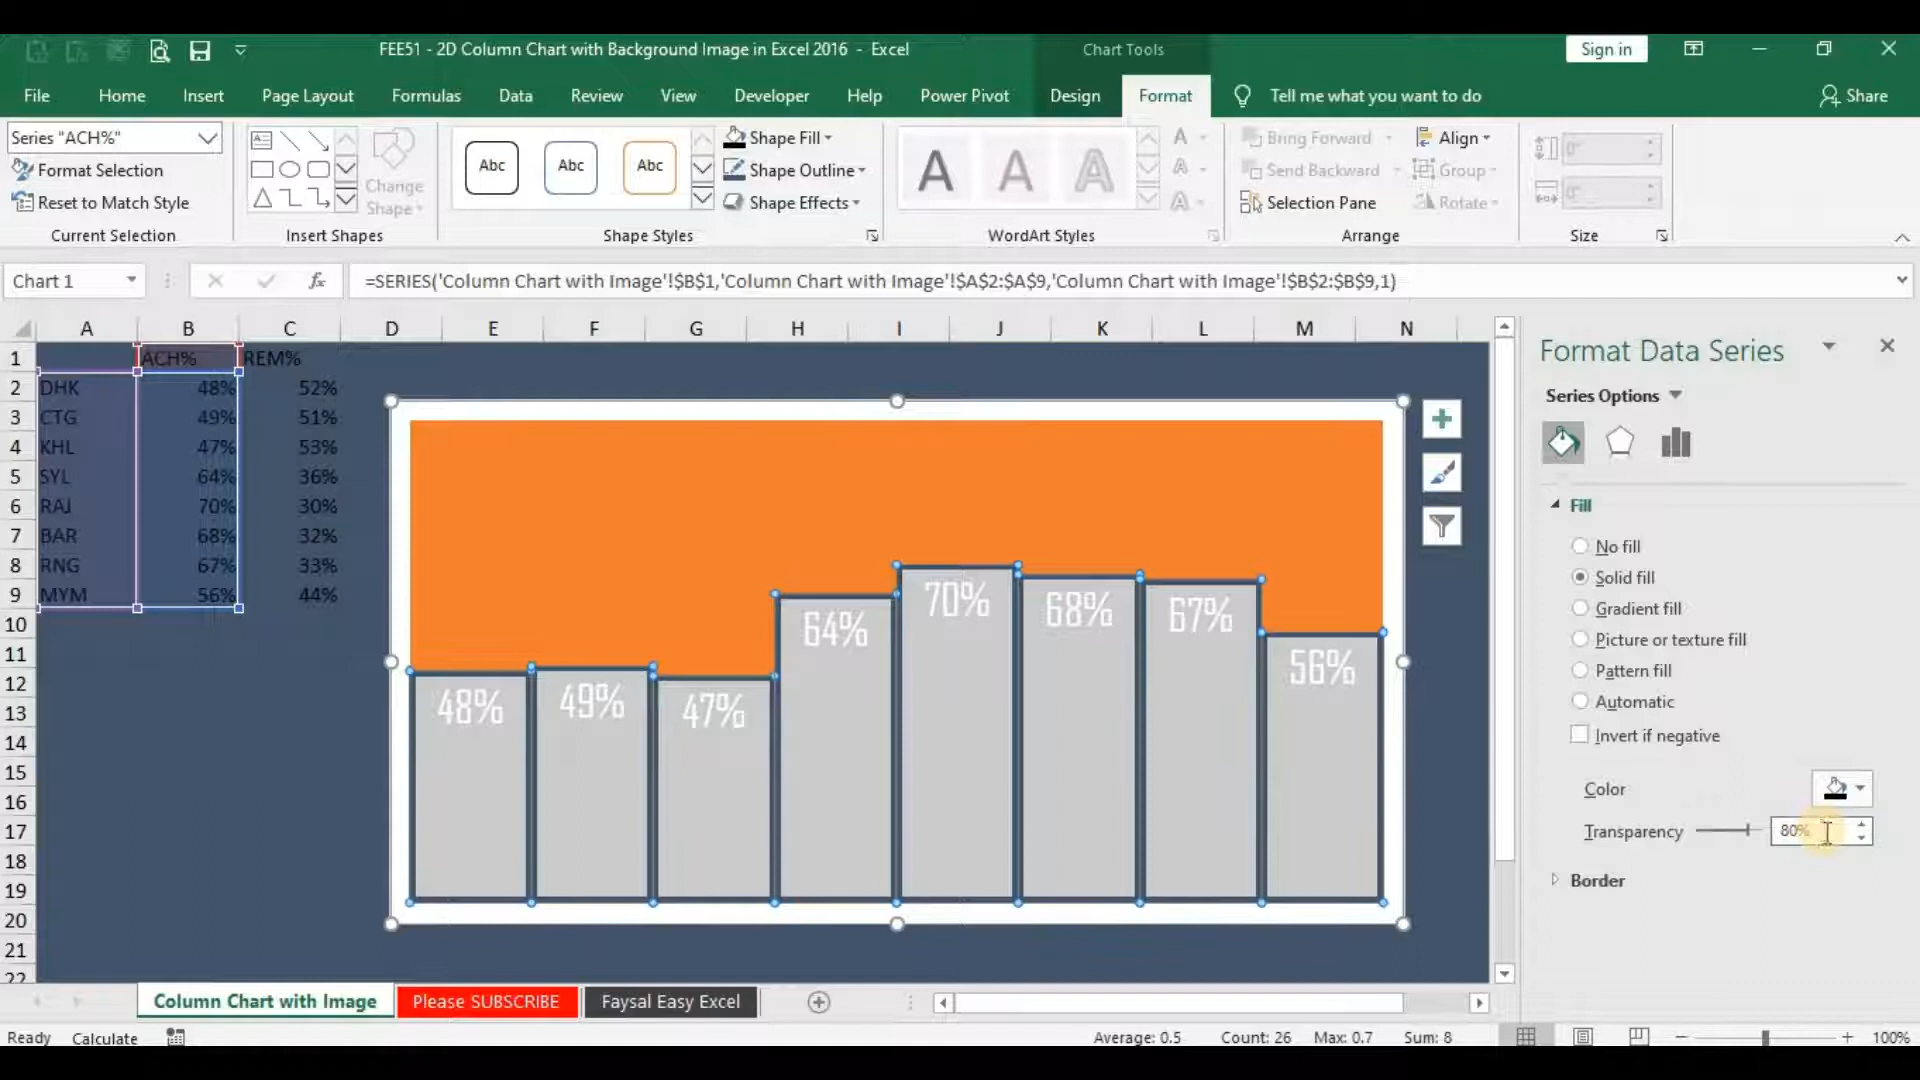 FEE51 - 2D Column Chart with Background Image in Excel 2016 - Excel
Chart Tools
Sign in
File Home Insert Page Layout Formulas Data Review View Developer Help Power Pivot Design Format Tell me what you want to do Share
Series "ACH%"
Format Selection
Reset to Match Style
Current Selection
Change Shape
Insert Shapes
Abc Abc Abc
Shape Fill
Shape Outline
Shape Effects
Shape Styles
A A A
WordArt Styles
Bring Forward
Send Backward
Selection Pane
Align
Group
Rotate
Arrange
0"
0"
Size
Chart 1
fx
=SERIES('Column Chart with Image'!$B$1,'Column Chart with Image'!$A$2:$A$9,'Column Chart with Image'!$B$2:$B$9,1)
A B C D E F G H I J K L M N
1 ACH% REM%
2 DHK 48% 52%
3 CTG 49% 51%
4 KHL 47% 53%
5 SYL 64% 36%
6 RAJ 70% 30%
7 BAR 68% 32%
8 RNG 67% 33%
9 MYM 56% 44%
10
11
12
13
14
15
16
17
18
19
20
21
22
48% 49% 47% 64% 70% 68% 67% 56%
Format Data Series
Series Options
Fill
No fill
Solid fill
Gradient fill
Picture or texture fill
Pattern fill
Automatic
Invert if negative
Color
Transparency 80%
Border
Column Chart with Image Please SUBSCRIBE Faysal Easy Excel
Ready Calculate Average: 0.5 Count: 26 Max: 0.7 Sum: 8 100%